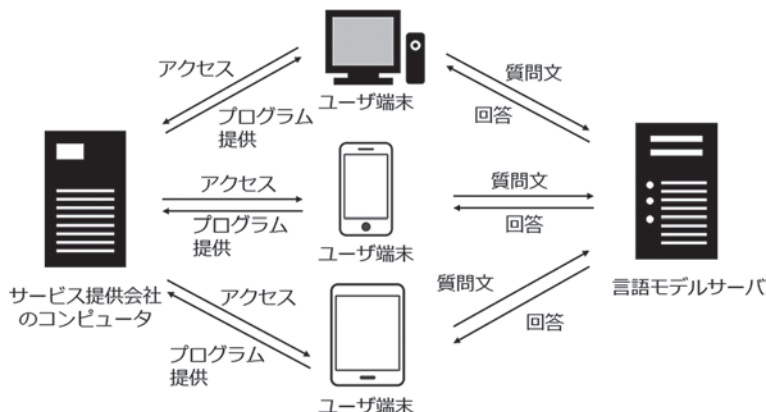 アクセス
質問文
ユーザ端末
プログラム
提供
回答
アクセス
質問文
プログラム
提供
回答
ユーザ端末
サービス提供会社
のコンピュータ
アクセス
質問文
言語モデルサーバ
プログラム
提供
回答
ユーザ端末